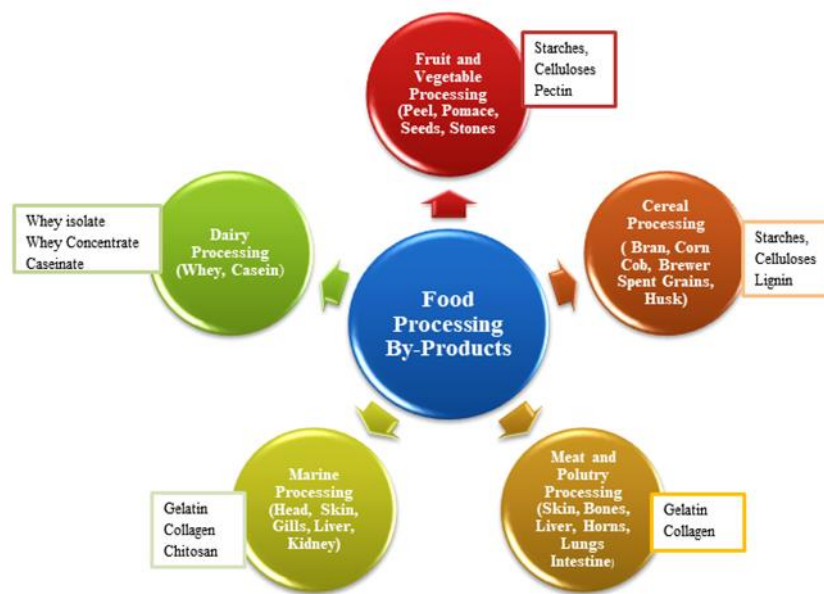 Fruit and
Vegetable
Processing
(Peel, Pomace,
Seeds, Stones
Starches,
Celluloses
Pectin
Whey isolate
Whey Concentrate
Caseinate
Dairy
Processing
(Whey, Casein)
Cereal
Processing
( Bran, Corn
Cob, Brewer
Spent Grains,
Husk)
Starches,
Celluloses
Lignin
Food
Processing
By-Products
Gelatin
Collagen
Chitosan
Marine
Processing
(Head, Skin,
Gills, Liver,
Kidney)
Meat and
Polutry
Processing
(Skin, Bones,
Liver, Horns,
Lungs
Intestine)
Gelatin
Collagen